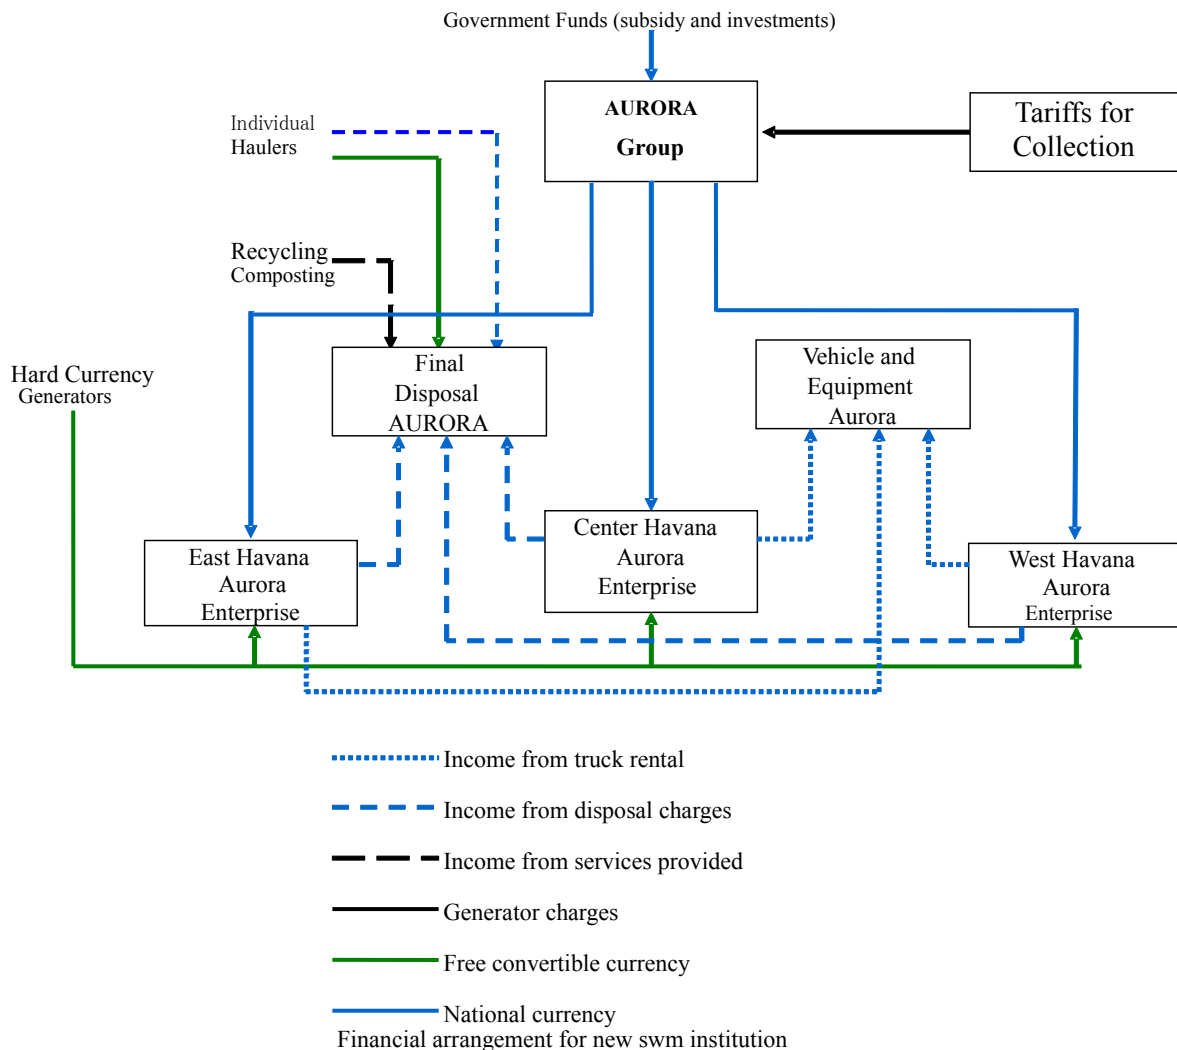 Government Funds (subsidy and investments)
AURORA
Group
Tariffs for
Collection
Individual
Haulers
Recycling
Composting
Hard Currency
Generators
Final
Disposal
AURORA
Vehicle and
Equipment
Aurora
East Havana
Aurora
Enterprise
Center Havana
Aurora
Enterprise
West Havana
Aurora
Enterprise
Income from truck rental
Income from disposal charges
Income from services provided
Generator charges
Free convertible currency
National currency
Financial arrangement for new swm institution